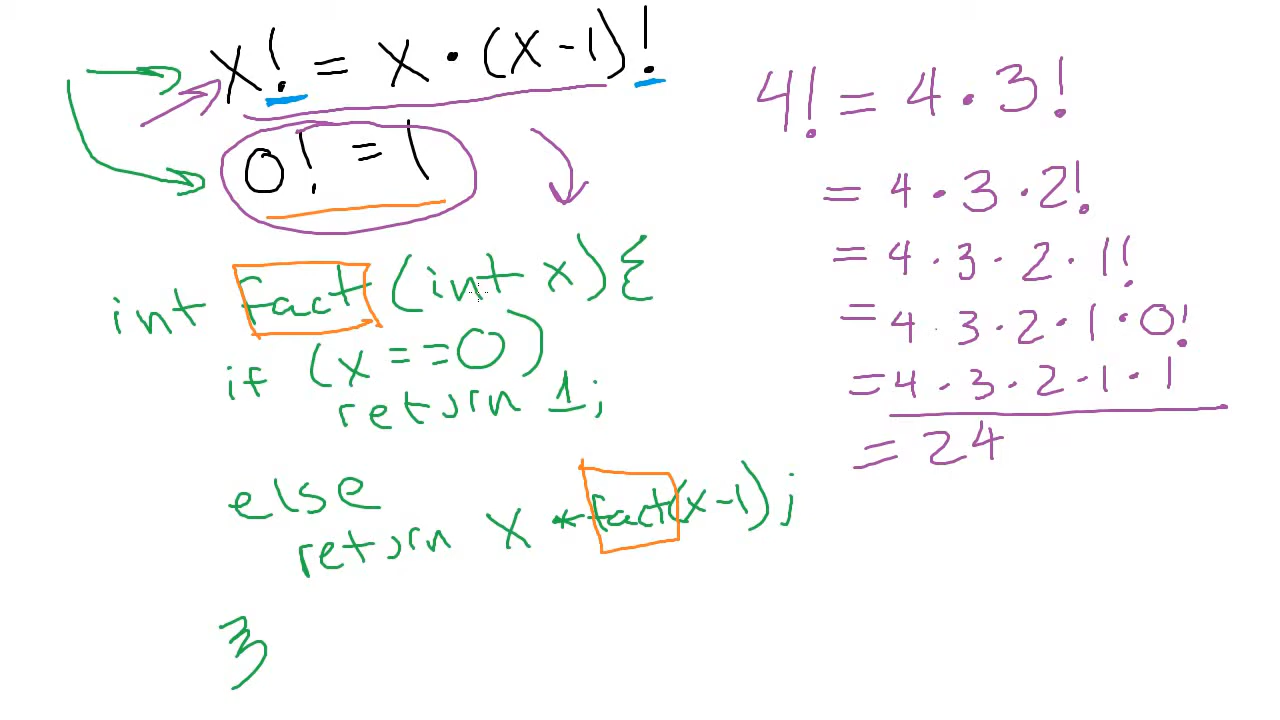 x! = x · (x-1)!
0! = 1
int fact (int x){
if (x==0)
return 1;
else
return x *fact(x-1);
}
4! = 4 · 3!
= 4 · 3 · 2!
= 4 · 3 · 2 · 1!
= 4 · 3 · 2 · 1 · 0!
= 4 · 3 · 2 · 1 · 1
= 24